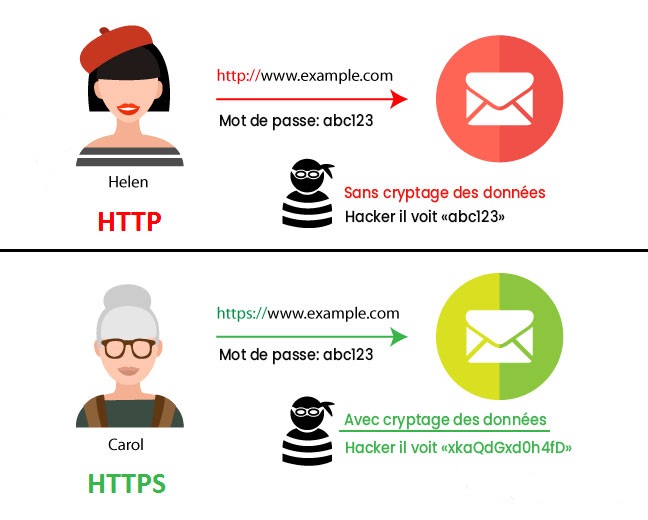 http://www.example.com
Mot de passe: abc123
Helen
Sans cryptage des données
HTTP
Hacker il voit «abc123»
https://www.example.com
Mot de passe: abc123
Avec cryptage des données
Carol
Hacker il voit «xkaQdGxd0h4fD»
HTTPS